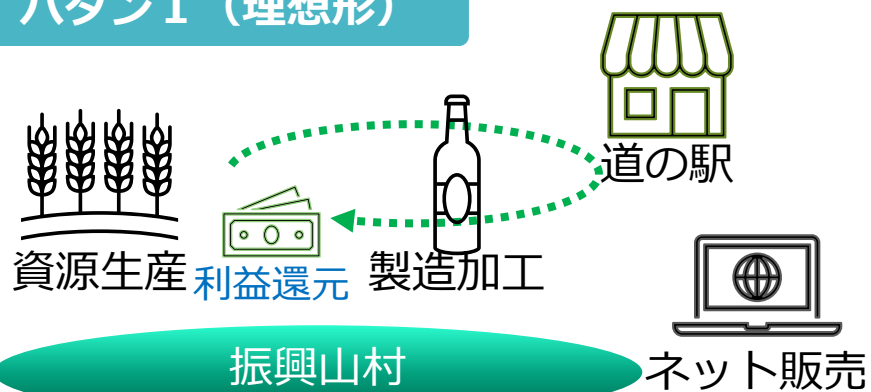 パタン１（理想形）
道の駅
資源生産
利益還元
製造加工
振興山村
ネット販売